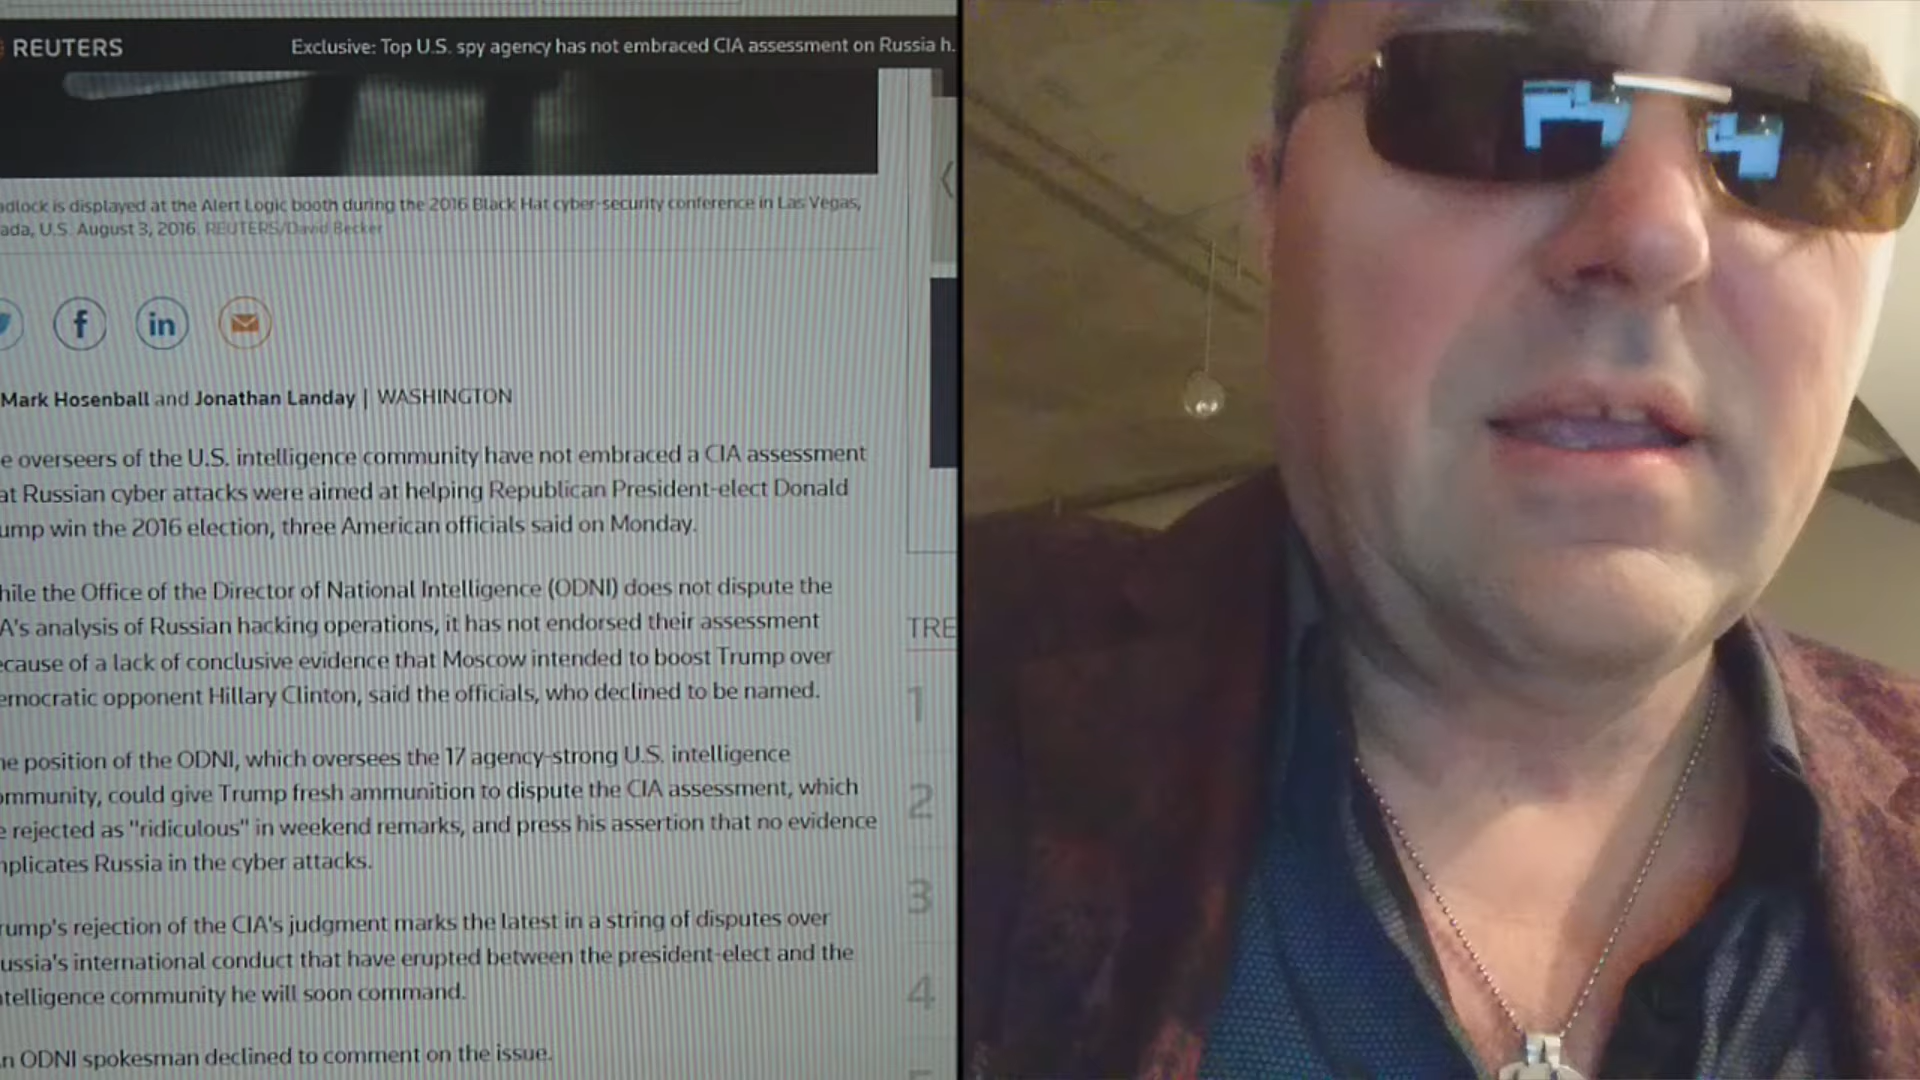 REUTERS Exclusive: Top U.S. spy agency has not embraced CIA assessment on Russia h.
adlock is displayed at the Alert Logic booth during the 2016 Black Hat cyber-security conference in Las Vegas,
ada, U.S. August 3, 2016. REUTERS/David Becker
f in
Mark Hosenball and Jonathan Landay | WASHINGTON
e overseers of the U.S. intelligence community have not embraced a CIA assessment
at Russian cyber attacks were aimed at helping Republican President-elect Donald
ump win the 2016 election, three American officials said on Monday.
hile the Office of the Director of National Intelligence (ODNI) does not dispute the
A's analysis of Russian hacking operations, it has not endorsed their assessment
ecause of a lack of conclusive evidence that Moscow intended to boost Trump over
emocratic opponent Hillary Clinton, said the officials, who declined to be named.
he position of the ODNI, which oversees the 17 agency-strong U.S. intelligence
ommunity, could give Trump fresh ammunition to dispute the CIA assessment, which
e rejected as "ridiculous" in weekend remarks, and press his assertion that no evidence
mplicates Russia in the cyber attacks.
rump's rejection of the CIA's judgment marks the latest in a string of disputes over
ussia's international conduct that have erupted between the president-elect and the
ntelligence community he will soon command.
n ODNI spokesman declined to comment on the issue.
TRE
1
2
3
4